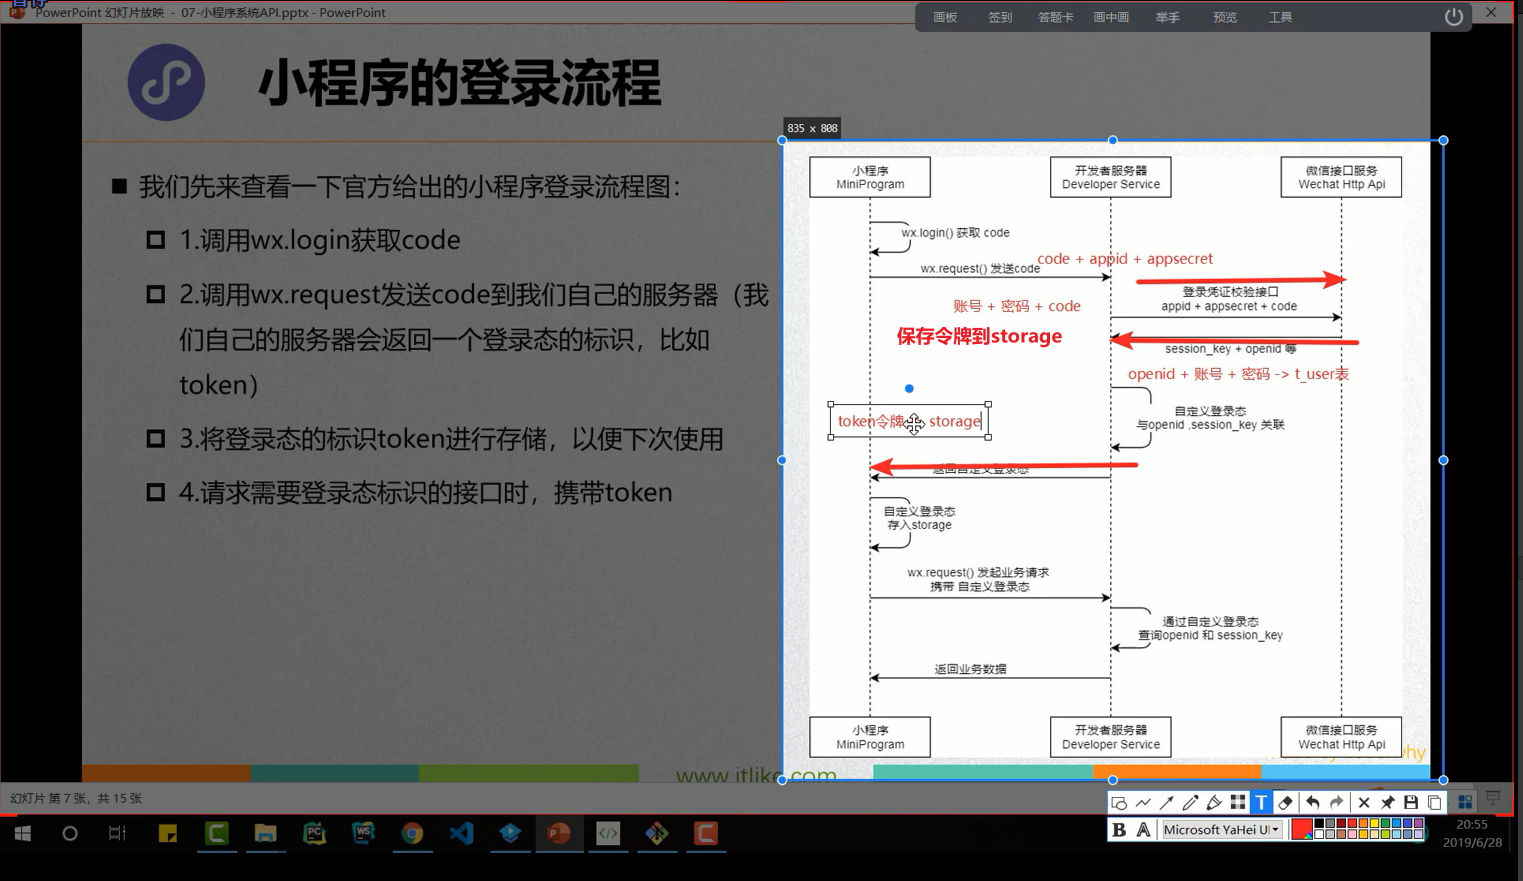 PowerPoint 幻灯片放映 - 07-小程序系统API.pptx - PowerPoint
画板 签到 答题卡 画中画 举手 预览 工具
小程序的登录流程
我们先来查看一下官方给出的小程序登录流程图：
1.调用wx.login获取code
2.调用wx.request发送code到我们自己的服务器（我
们自己的服务器会返回一个登录态的标识，比如
token）
3.将登录态的标识token进行存储，以便下次使用
4.请求需要登录态标识的接口时，携带token
835 x 808
小程序
MiniProgram
开发者服务器
Developer Service
微信接口服务
Wechat Http Api
wx.login() 获取 code
code + appid + appsecret
wx.request() 发送code
登录凭证校验接口
appid + appsecret + code
账号 + 密码 + code
保存令牌到storage
session_key + openid 等
openid + 账号 + 密码 -> t_user表
自定义登录态
与openid ,session_key 关联
token令牌 storage
返回自定义登录态
自定义登录态
存入storage
wx.request() 发起业务请求
携带 自定义登录态
通过自定义登录态
查询openid 和 session_key
返回业务数据
小程序
MiniProgram
开发者服务器
Developer Service
微信接口服务
Wechat Http Api
www.itlike.com
幻灯片 第 7 张，共 15 张
Microsoft YaHei UI
20:55
2019/6/28